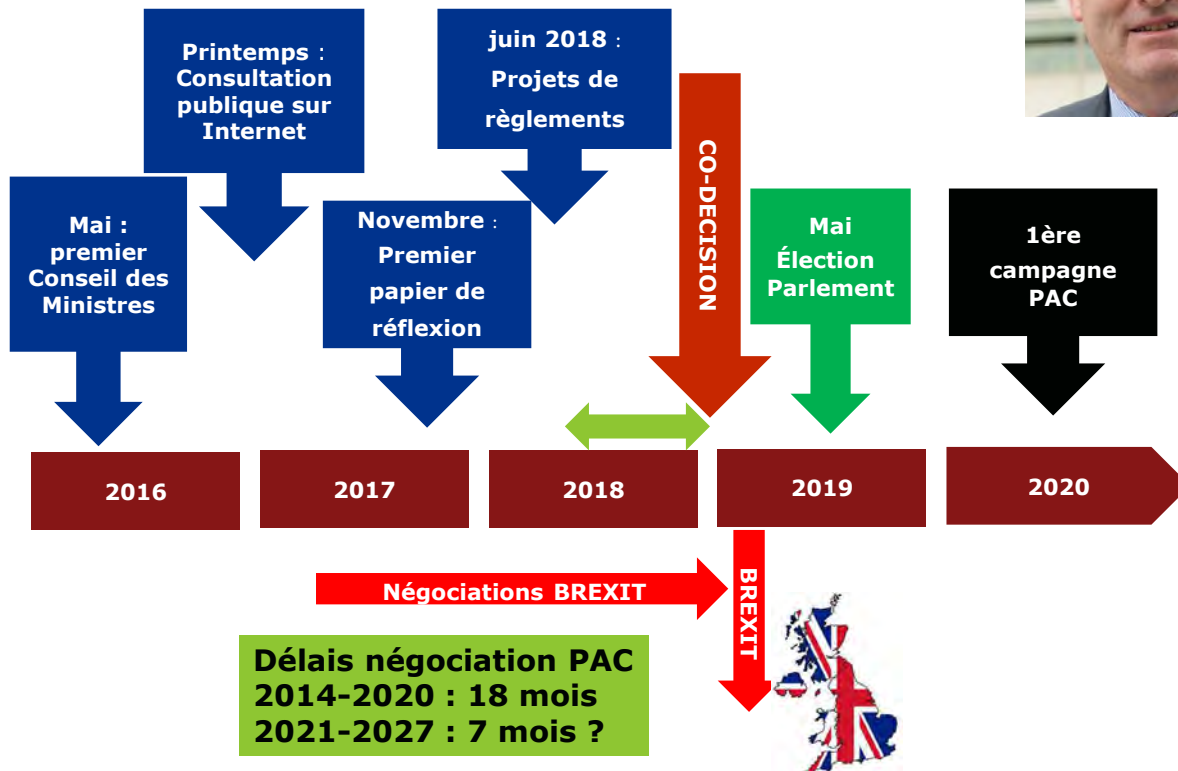 Printemps :
Consultation
publique sur
Internet
juin 2018 :
Projets de
règlements
CO-DECISION
Mai :
premier
Conseil des
Ministres
Novembre :
Premier
papier de
réflexion
Mai
Élection
Parlement
1ère
campagne
PAC
2016
2017
2018
2019
2020
Négociations BREXIT
BREXIT
Délais négociation PAC
2014-2020 : 18 mois
2021-2027 : 7 mois ?